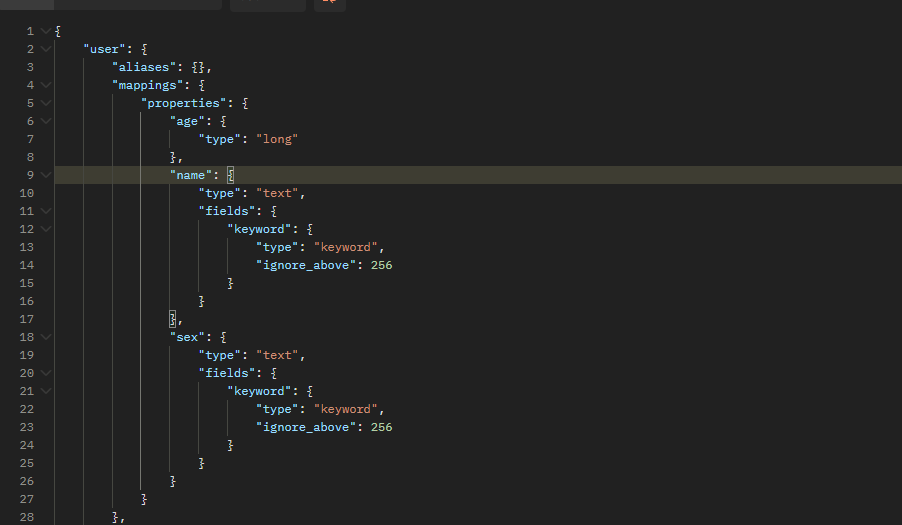 1 {
2 "user": {
3 "aliases": {},
4 "mappings": {
5 "properties": {
6 "age": {
7 "type": "long"
8 },
9 "name": {
10 "type": "text",
11 "fields": {
12 "keyword": {
13 "type": "keyword",
14 "ignore_above": 256
15 }
16 }
17 },
18 "sex": {
19 "type": "text",
20 "fields": {
21 "keyword": {
22 "type": "keyword",
23 "ignore_above": 256
24 }
25 }
26 }
27 }
28 },